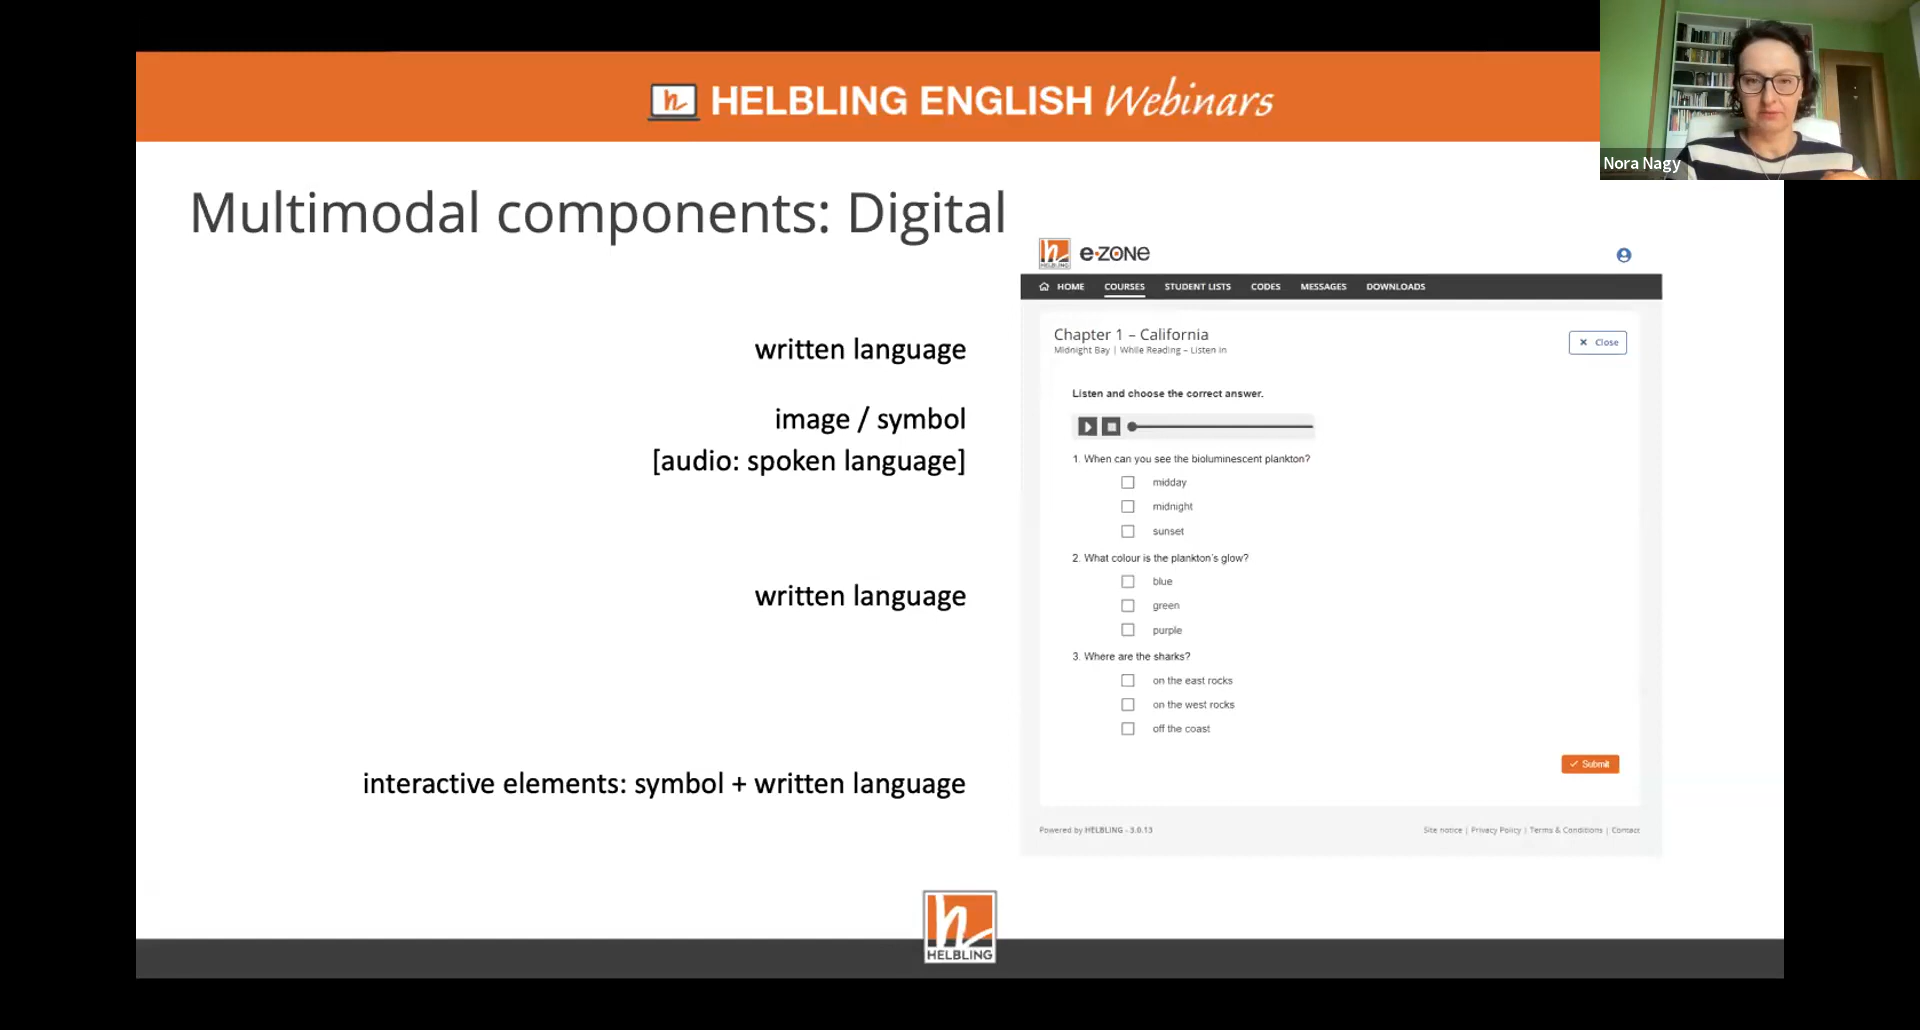 HELBLING ENGLISH Webinars
Nora Nagy
Multimodal components: Digital
written language
image / symbol
[audio: spoken language]
written language
interactive elements: symbol + written language
h
HELBLING
e·zone
HOME COURSES STUDENT LISTS CODES MESSAGES DOWNLOADS
Chapter 1 – California
Midnight Bay | While Reading – Listen in
✕ Close
Listen and choose the correct answer.
1. When can you see the bioluminescent plankton?
midday
midnight
sunset
2. What colour is the plankton's glow?
blue
green
purple
3. Where are the sharks?
on the east rocks
on the west rocks
off the coast
✓ Submit
Powered by HELBLING - 3.0.13
Site notice | Privacy Policy | Terms & Conditions | Contact
h
HELBLING